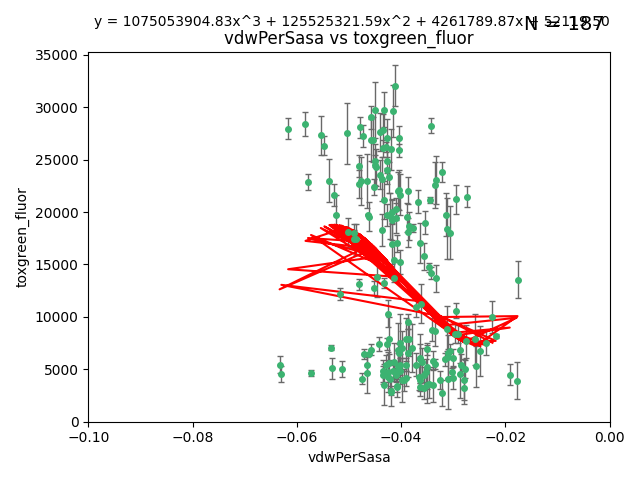 y = 1075053904.83x^3 + 125525321.59x^2 + 4261789.87x + 52119.50
N = 187
vdwPerSasa vs toxgreen_fluor
35000
30000
25000
20000
15000
10000
5000
0
toxgreen_fluor
−0.10 −0.08 −0.06 −0.04 −0.02 0.00
vdwPerSasa